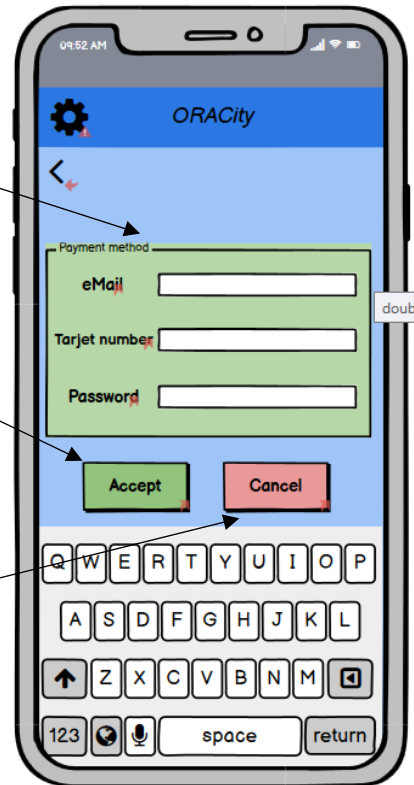 09:52 AM
ORACity
Payment method
eMail
doub
Tarjet number
Password
Accept Cancel
Q W E R T Y U I O P
A S D F G H J K L
Z X C V B N M
123 space return